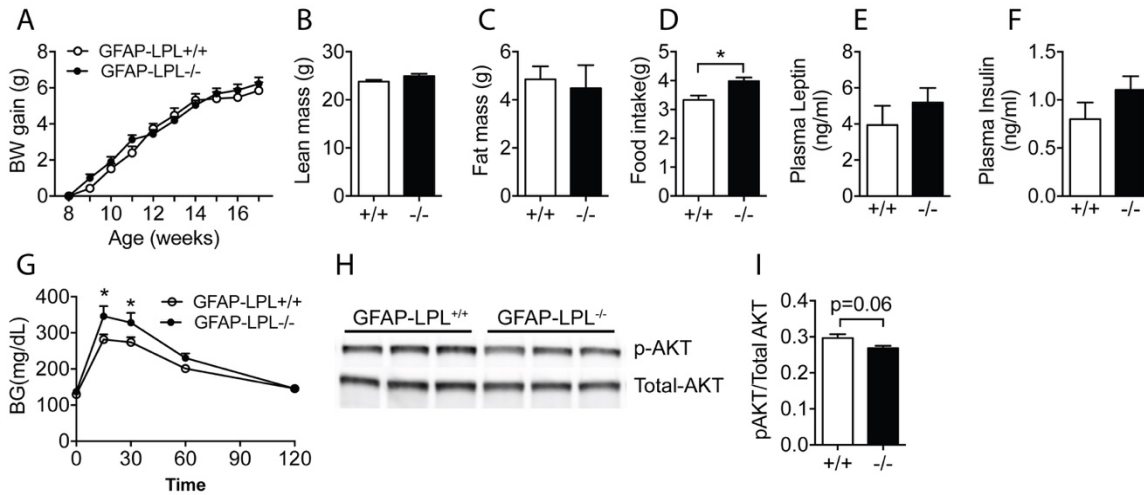 A
BW gain (g)
8
6
4
2
0
GFAP-LPL+/+
GFAP-LPL-/-
8 10 12 14 16
Age (weeks)
B
Lean mass (g)
30
20
10
0
+/+ -/-
C
Fat mass (g)
6
4
2
0
+/+ -/-
D
Food intake(g)
5
4
3
2
1
0
*
+/+ -/-
E
Plasma Leptin
(ng/ml)
8
6
4
2
0
+/+ -/-
F
Plasma Insulin
(ng/ml)
1.5
1.0
0.5
0.0
+/+ -/-
G
BG(mg/dL)
400
300
200
100
0
* *
GFAP-LPL+/+
GFAP-LPL-/-
0 30 60 90 120
Time
H
GFAP-LPL+/+ GFAP-LPL-/-
p-AKT
Total-AKT
I
pAKT/Total AKT
0.4
0.3
0.2
0.1
0.0
p=0.06
+/+ -/-